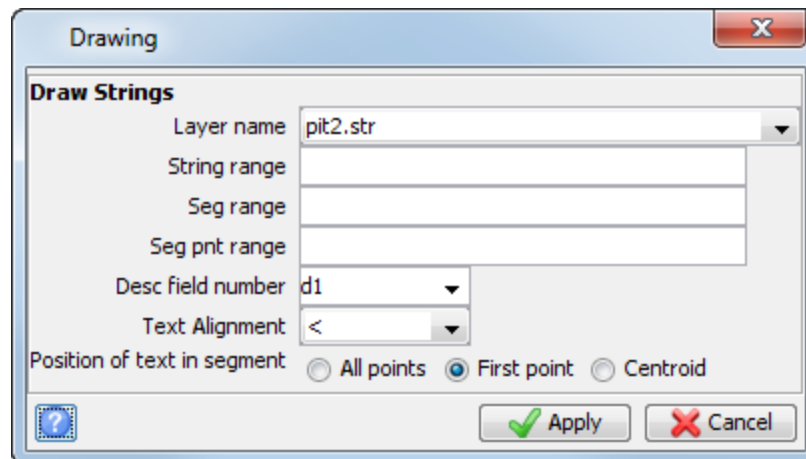 Drawing
Draw Strings
Layer name pit2.str
String range
Seg range
Seg pnt range
Desc field number d1
Text Alignment <
Position of text in segment All points First point Centroid
? Apply Cancel